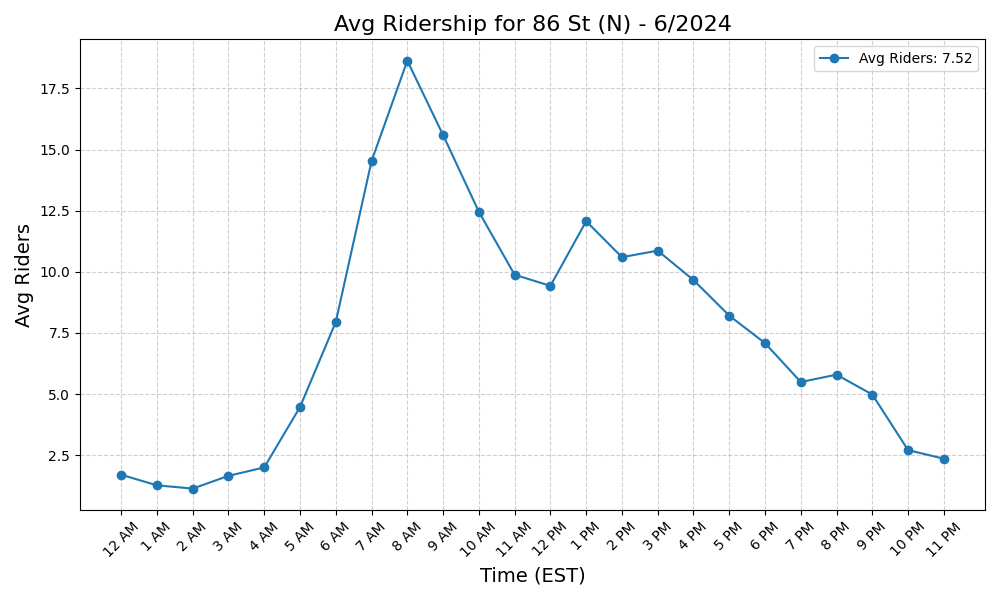 Avg Ridership for 86 St (N) - 6/2024
Avg Riders: 7.52
Avg Riders
17.5
15.0
12.5
10.0
7.5
5.0
2.5
12 AM
1 AM
2 AM
3 AM
4 AM
5 AM
6 AM
7 AM
8 AM
9 AM
10 AM
11 AM
12 PM
1 PM
2 PM
3 PM
4 PM
5 PM
6 PM
7 PM
8 PM
9 PM
10 PM
11 PM
Time (EST)